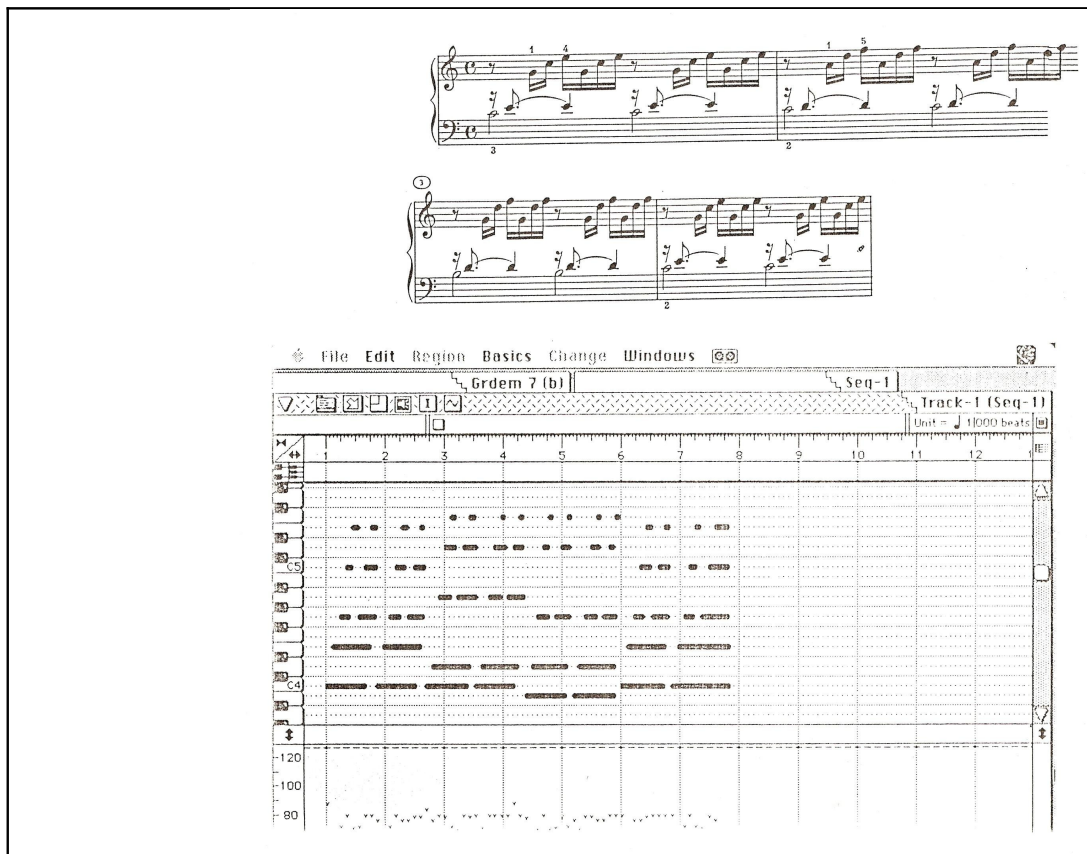 1 4 1 5
3 2
3
2
File Edit Region Basics Change Windows
Grdem 7 (b) Seq-1
Track-1 (Seq-1)
Unit = ♩ 1|000 beats
1 2 3 4 5 6 7 8 9 10 11 12 1
C5
C4
-120
-100
- 80